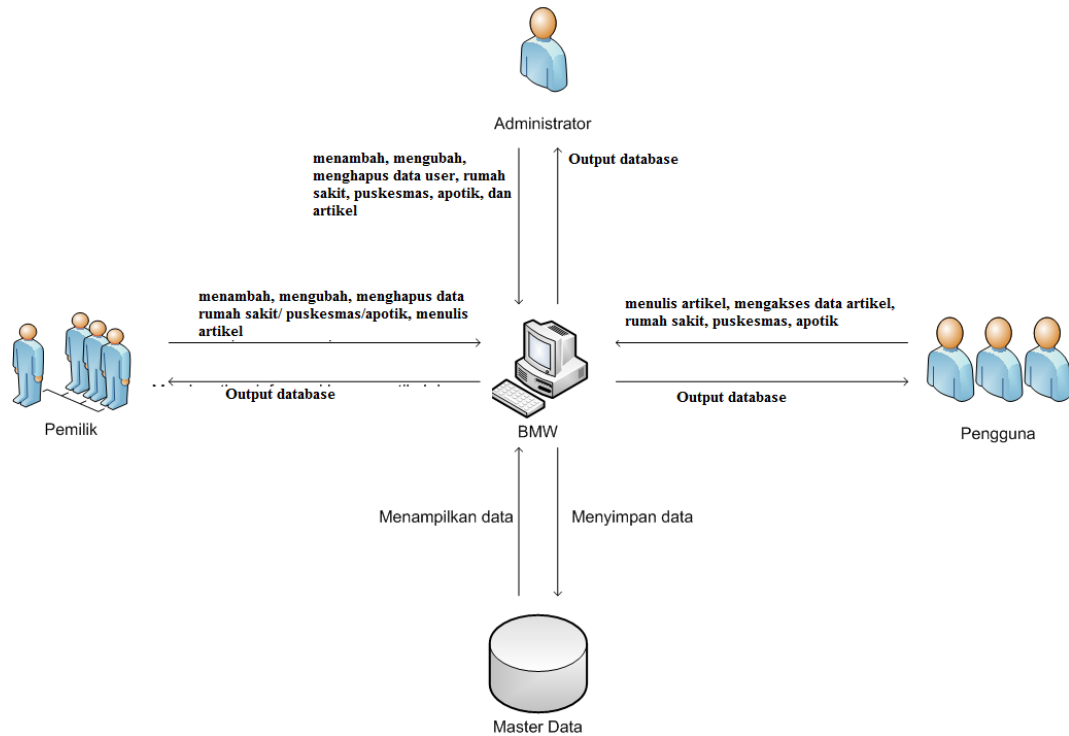 Administrator
menambah, mengubah,
menghapus data user, rumah
sakit, puskesmas, apotik, dan
artikel
Output database
menambah, mengubah, menghapus data
rumah sakit/ puskesmas/apotik, menulis
artikel
Output database
Pemilik
BMW
menulis artikel, mengakses data artikel,
rumah sakit, puskesmas, apotik
Output database
Pengguna
Menampilkan data
Menyimpan data
Master Data